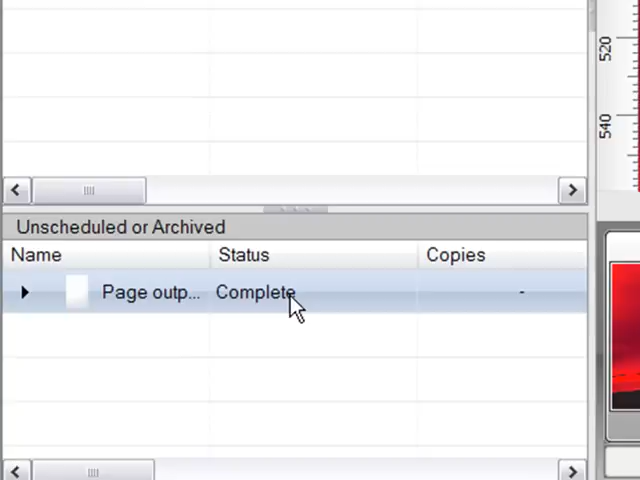 520
540
Unscheduled or Archived
Name Status Copies
Page outp... Complete -